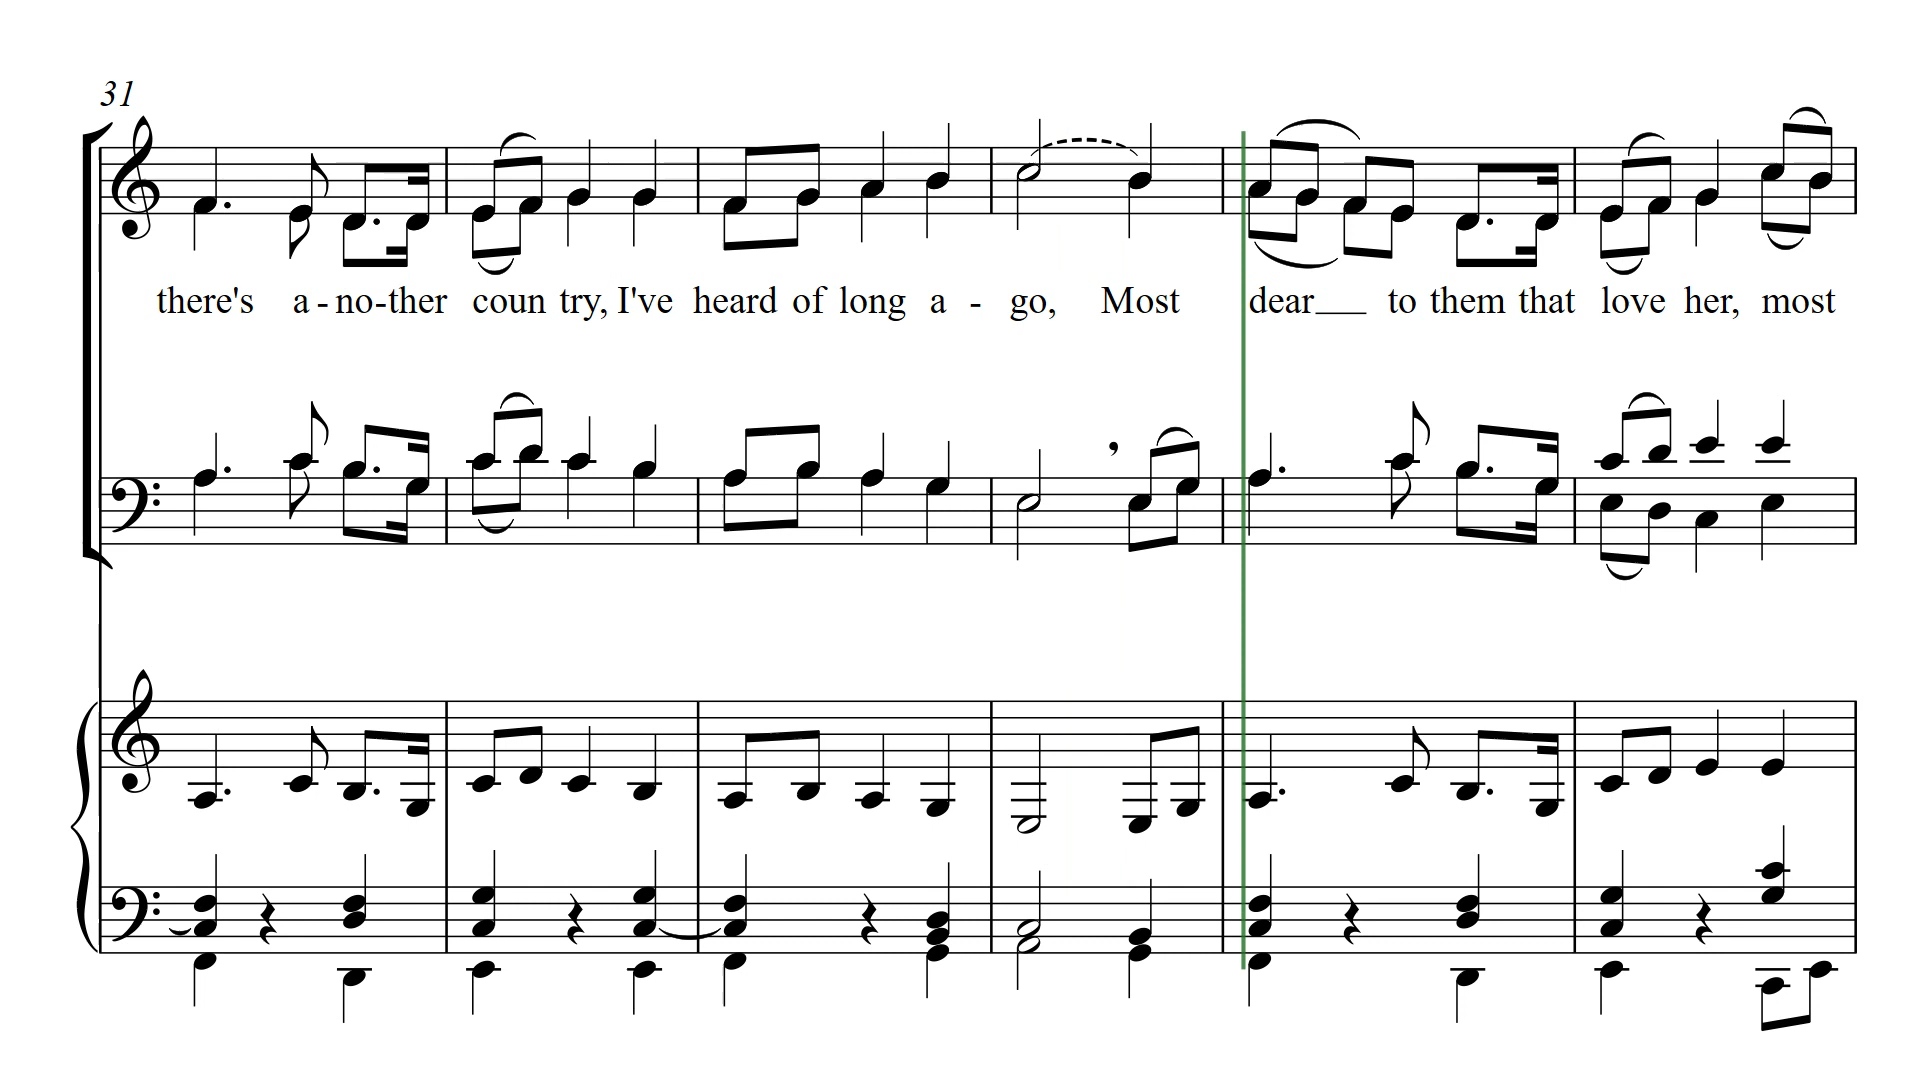 31
there's a - no-ther coun try, I've heard of long a - go, Most dear___ to them that love her, most